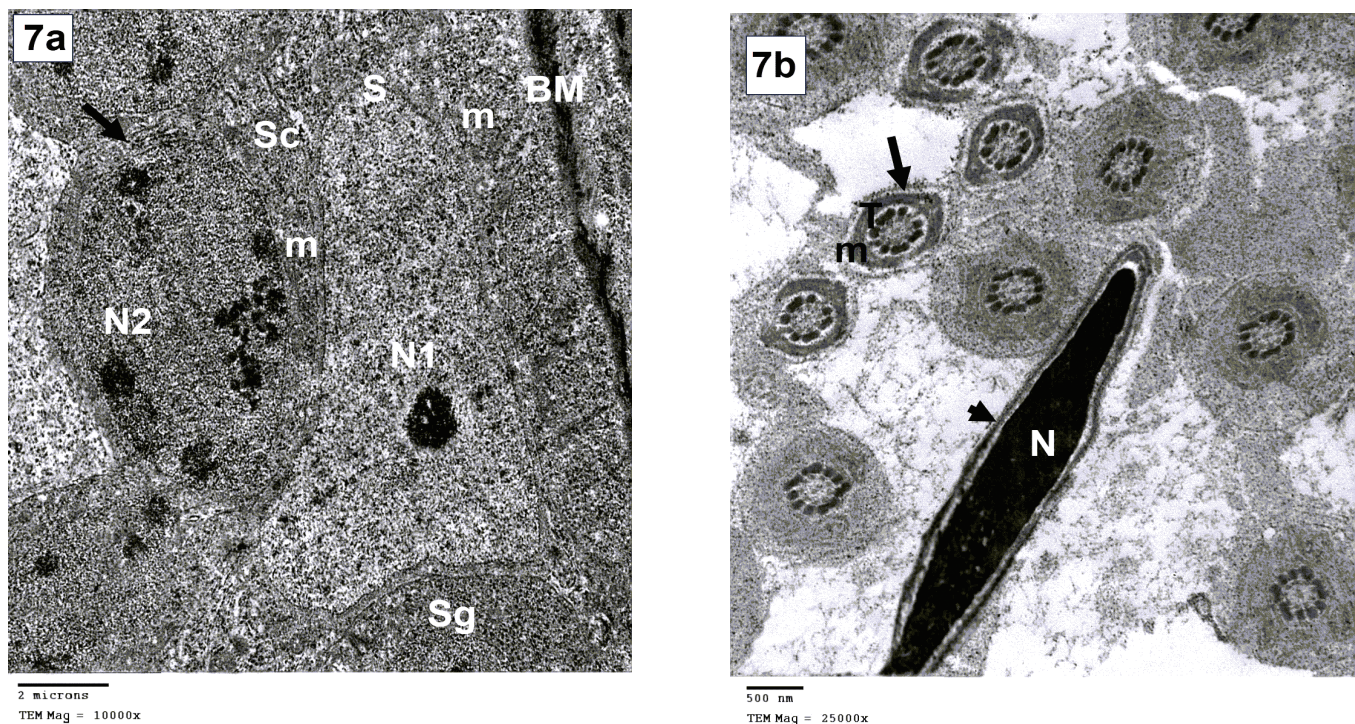 7a
S
BM
m
Sc
m
N2
N1
Sg
2 microns
TEM Mag = 10000x
7b
T
m
N
500 nm
TEM Mag = 25000x